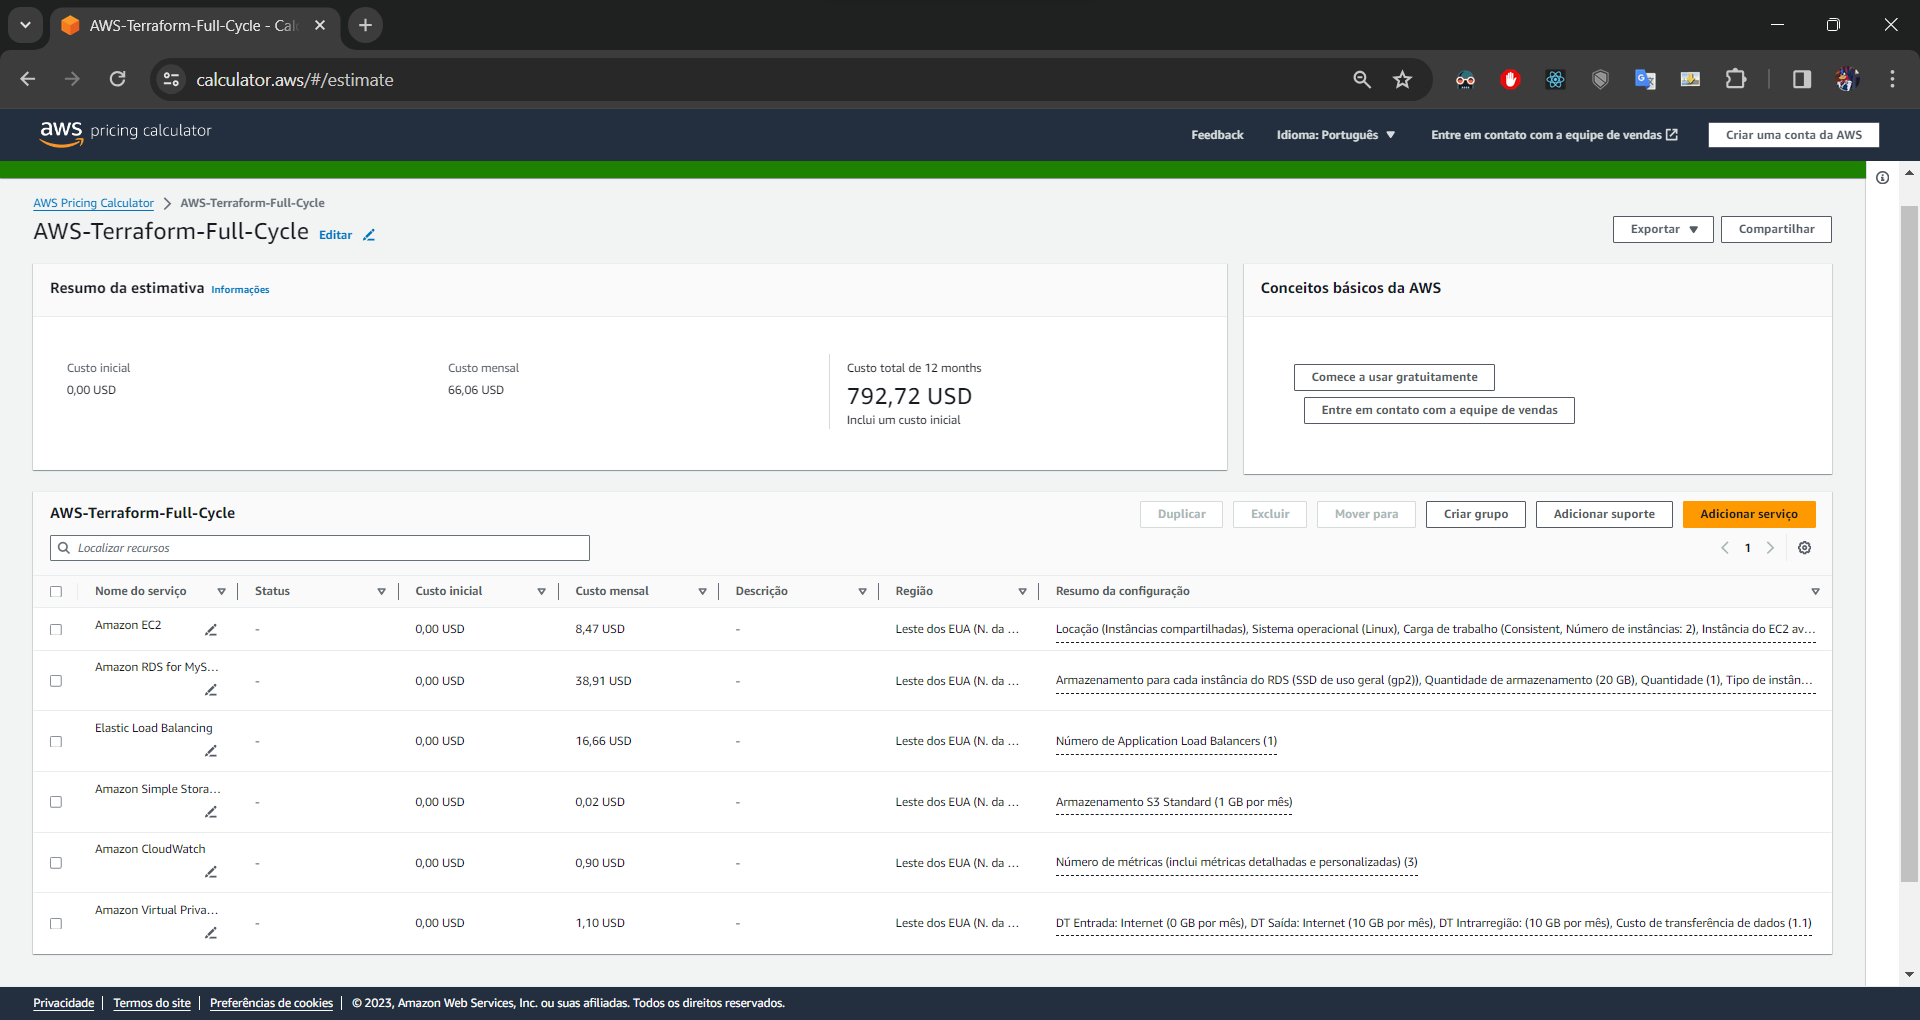 AWS-Terraform-Full-Cycle - Cal
calculator.aws/#/estimate
aws pricing calculator
Feedback
Idioma: Português
Entre em contato com a equipe de vendas
Criar uma conta da AWS
AWS Pricing Calculator
AWS-Terraform-Full-Cycle
AWS-Terraform-Full-Cycle Editar
Exportar
Compartilhar
Resumo da estimativa Informações
Conceitos básicos da AWS
Custo inicial
0,00 USD
Custo mensal
66,06 USD
Custo total de 12 months
792,72 USD
Inclui um custo inicial
Comece a usar gratuitamente
Entre em contato com a equipe de vendas
AWS-Terraform-Full-Cycle
Duplicar
Excluir
Mover para
Criar grupo
Adicionar suporte
Adicionar serviço
Localizar recursos
1
Nome do serviço Status Custo inicial Custo mensal Descrição Região Resumo da configuração
Amazon EC2 - 0,00 USD 8,47 USD - Leste dos EUA (N. da ... Locação (Instâncias compartilhadas), Sistema operacional (Linux), Carga de trabalho (Consistent, Número de instâncias: 2), Instância do EC2 av...
Amazon RDS for MyS... - 0,00 USD 38,91 USD - Leste dos EUA (N. da ... Armazenamento para cada instância do RDS (SSD de uso geral (gp2)), Quantidade de armazenamento (20 GB), Quantidade (1), Tipo de instân...
Elastic Load Balancing - 0,00 USD 16,66 USD - Leste dos EUA (N. da ... Número de Application Load Balancers (1)
Amazon Simple Stora... - 0,00 USD 0,02 USD - Leste dos EUA (N. da ... Armazenamento S3 Standard (1 GB por mês)
Amazon CloudWatch - 0,00 USD 0,90 USD - Leste dos EUA (N. da ... Número de métricas (inclui métricas detalhadas e personalizadas) (3)
Amazon Virtual Priva... - 0,00 USD 1,10 USD - Leste dos EUA (N. da ... DT Entrada: Internet (0 GB por mês), DT Saída: Internet (10 GB por mês), DT Intrarregião: (10 GB por mês), Custo de transferência de dados (1.1)
Privacidade | Termos do site | Preferências de cookies | © 2023, Amazon Web Services, Inc. ou suas afiliadas. Todos os direitos reservados.